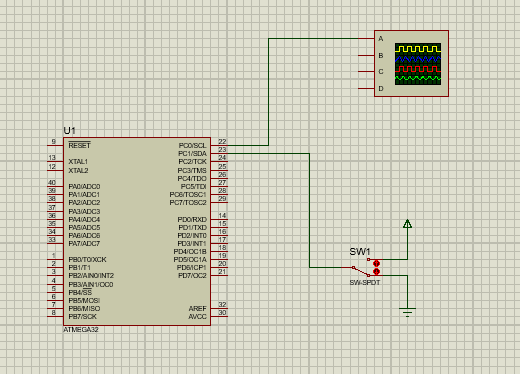 A
B
C
D
U1
9 RESET PC0/SCL 22
PC1/SDA 23
13 XTAL1 PC2/TCK 24
12 XTAL2 PC3/TMS 25
PC4/TDO 26
40 PA0/ADC0 PC5/TDI 27
39 PA1/ADC1 PC6/TOSC1 28
38 PA2/ADC2 PC7/TOSC2 29
37 PA3/ADC3
36 PA4/ADC4 PD0/RXD 14
35 PA5/ADC5 PD1/TXD 15
34 PA6/ADC6 PD2/INT0 16
33 PA7/ADC7 PD3/INT1 17
PD4/OC1B 18
1 PB0/T0/XCK PD5/OC1A 19
2 PB1/T1 PD6/ICP1 20
3 PB2/AIN0/INT2 PD7/OC2 21
4 PB3/AIN1/OC0
5 PB4/SS
6 PB5/MOSI
7 PB6/MISO AREF 32
8 PB7/SCK AVCC 30
ATMEGA32
SW1
SW-SPDT